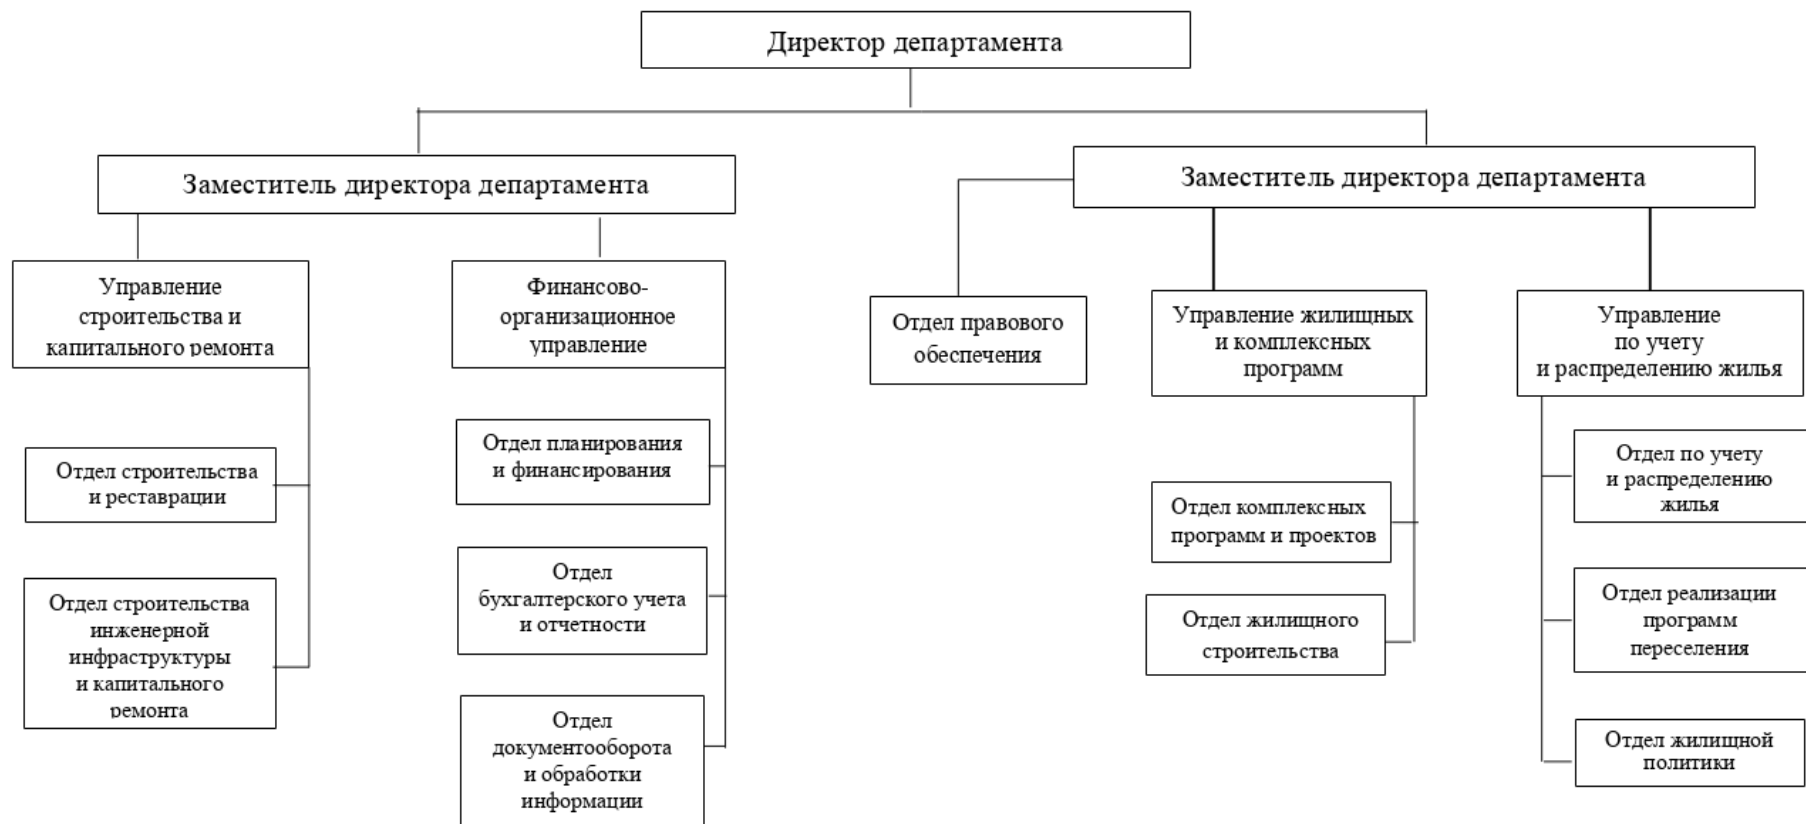 Директор департамента
Заместитель директора департамента
Заместитель директора департамента
Управление
строительства и
капитального ремонта
Финансово-
организационное
управление
Отдел правового
обеспечения
Управление жилищных
и комплексных
программ
Управление
по учету
и распределению жилья
Отдел строительства
и реставрации
Отдел строительства
инженерной
инфраструктуры
и капитального
ремонта
Отдел планирования
и финансирования
Отдел
бухгалтерского учета
и отчетности
Отдел
документооборота
и обработки
информации
Отдел комплексных
программ и проектов
Отдел жилищного
строительства
Отдел по учету
и распределению
жилья
Отдел реализации
программ
переселения
Отдел жилищной
политики